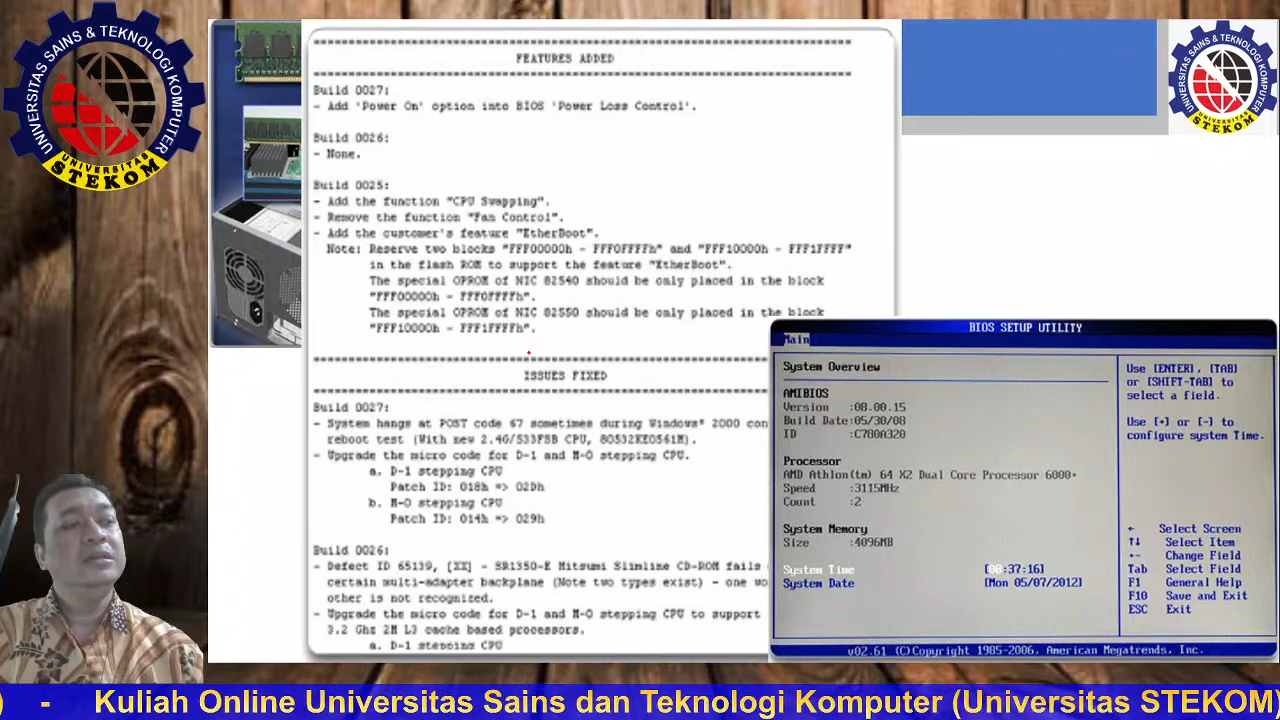 UNIVERSITAS SAINS & TEKNOLOGI KOMPUTER
UNIVERSITAS
STEKOM
FEATURES ADDED
Build 0027:
- Add 'Power On' option into BIOS 'Power Loss Control'.
Build 0026:
- None.
Build 0025:
- Add the function "CPU Swapping".
- Remove the function "Fan Control".
- Add the customer's feature "EtherBoot".
Note: Reserve two blocks "FFF00000h - FFF0FFFFh" and "FFF10000h - FFF1FFFF"
in the flash ROM to support the feature "EtherBoot".
The special OPROM of NIC 82540 should be only placed in the block
"FFF00000h - FFF0FFFFh".
The special OPROM of NIC 82550 should be only placed in the block
"FFF10000h - FFF1FFFFh".
ISSUES FIXED
Build 0027:
- System hangs at POST code 67 sometimes during Windows* 2000 con
reboot test (With new 2.4G/533FSB CPU, 80532KE0561M).
- Upgrade the micro code for D-1 and M-0 stepping CPU.
a. D-1 stepping CPU
Patch ID: 018h => 02Dh
b. M-0 stepping CPU
Patch ID: 014h => 029h
Build 0026:
- Defect ID 65139, [XX] - SR1350-E Mitsumi Slimline CD-ROM fails
certain multi-adapter backplane (Note two types exist) - one wo
other is not recognized.
- Upgrade the micro code for D-1 and M-0 stepping CPU to support
3.2 Ghz 2M L3 cache based processors.
a. D-1 stepping CPU
UNIVERSITAS SAINS & TEKNOLOGI KOMPUTER
UNIVERSITAS
STEKOM
BIOS SETUP UTILITY
Main
System Overview
AMIBIOS
Version :08.00.15
Build Date:05/30/08
ID :C780A320
Processor
AMD Athlon(tm) 64 X2 Dual Core Processor 6000+
Speed :3115MHz
Count :2
System Memory
Size :4096MB
System Time [08:37:16]
System Date [Mon 05/07/2012]
Use [ENTER], [TAB]
or [SHIFT-TAB] to
select a field.
Use [+] or [-] to
configure system Time.
← Select Screen
↑↓ Select Item
+- Change Field
Tab Select Field
F1 General Help
F10 Save and Exit
ESC Exit
v02.61 (C)Copyright 1985-2006, American Megatrends, Inc.
) - Kuliah Online Universitas Sains dan Teknologi Komputer (Universitas STEKOM)